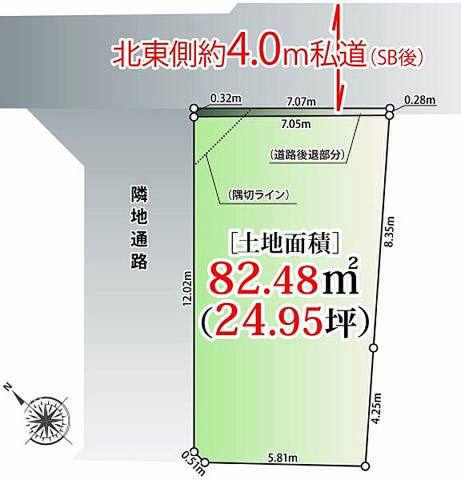 北東側約4.0m私道(SB後)
0.32m 7.07m 0.28m
7.05m
(道路後退部分)
(隅切ライン)
隣地通路
[土地面積]
82.48㎡
(24.95坪)
12.02m
8.35m
4.25m
N
0.51m
5.81m